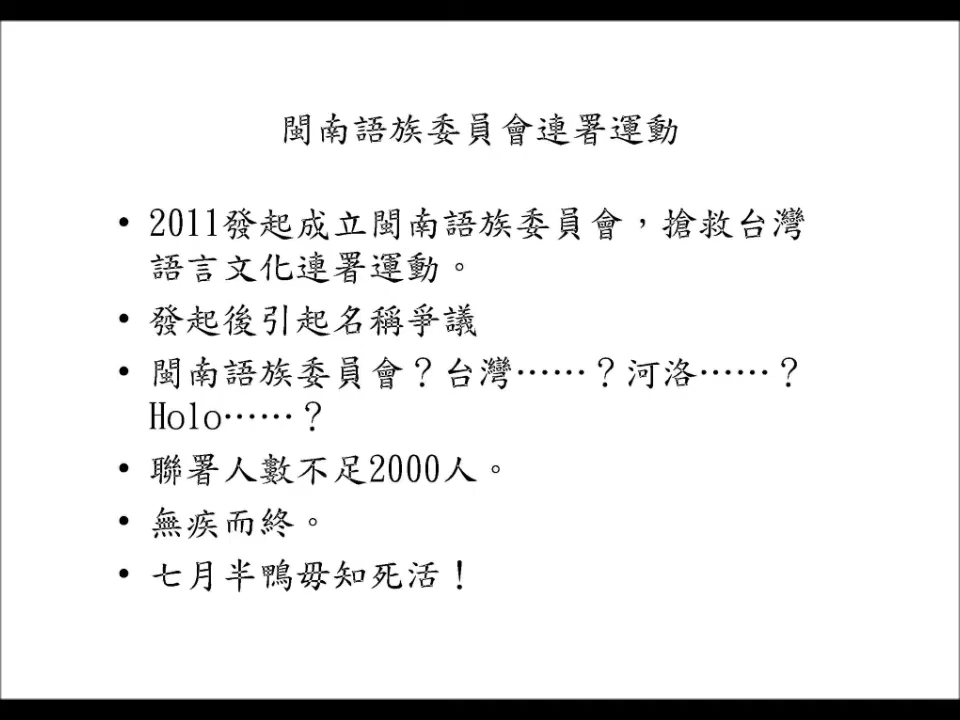 閩南語族委員會連署運動
• 2011發起成立閩南語族委員會，搶救台灣
語言文化連署運動。
• 發起後引起名稱爭議
• 閩南語族委員會？台灣……？河洛……？
Holo……？
• 聯署人數不足2000人。
• 無疾而終。
• 七月半鴨毋知死活！